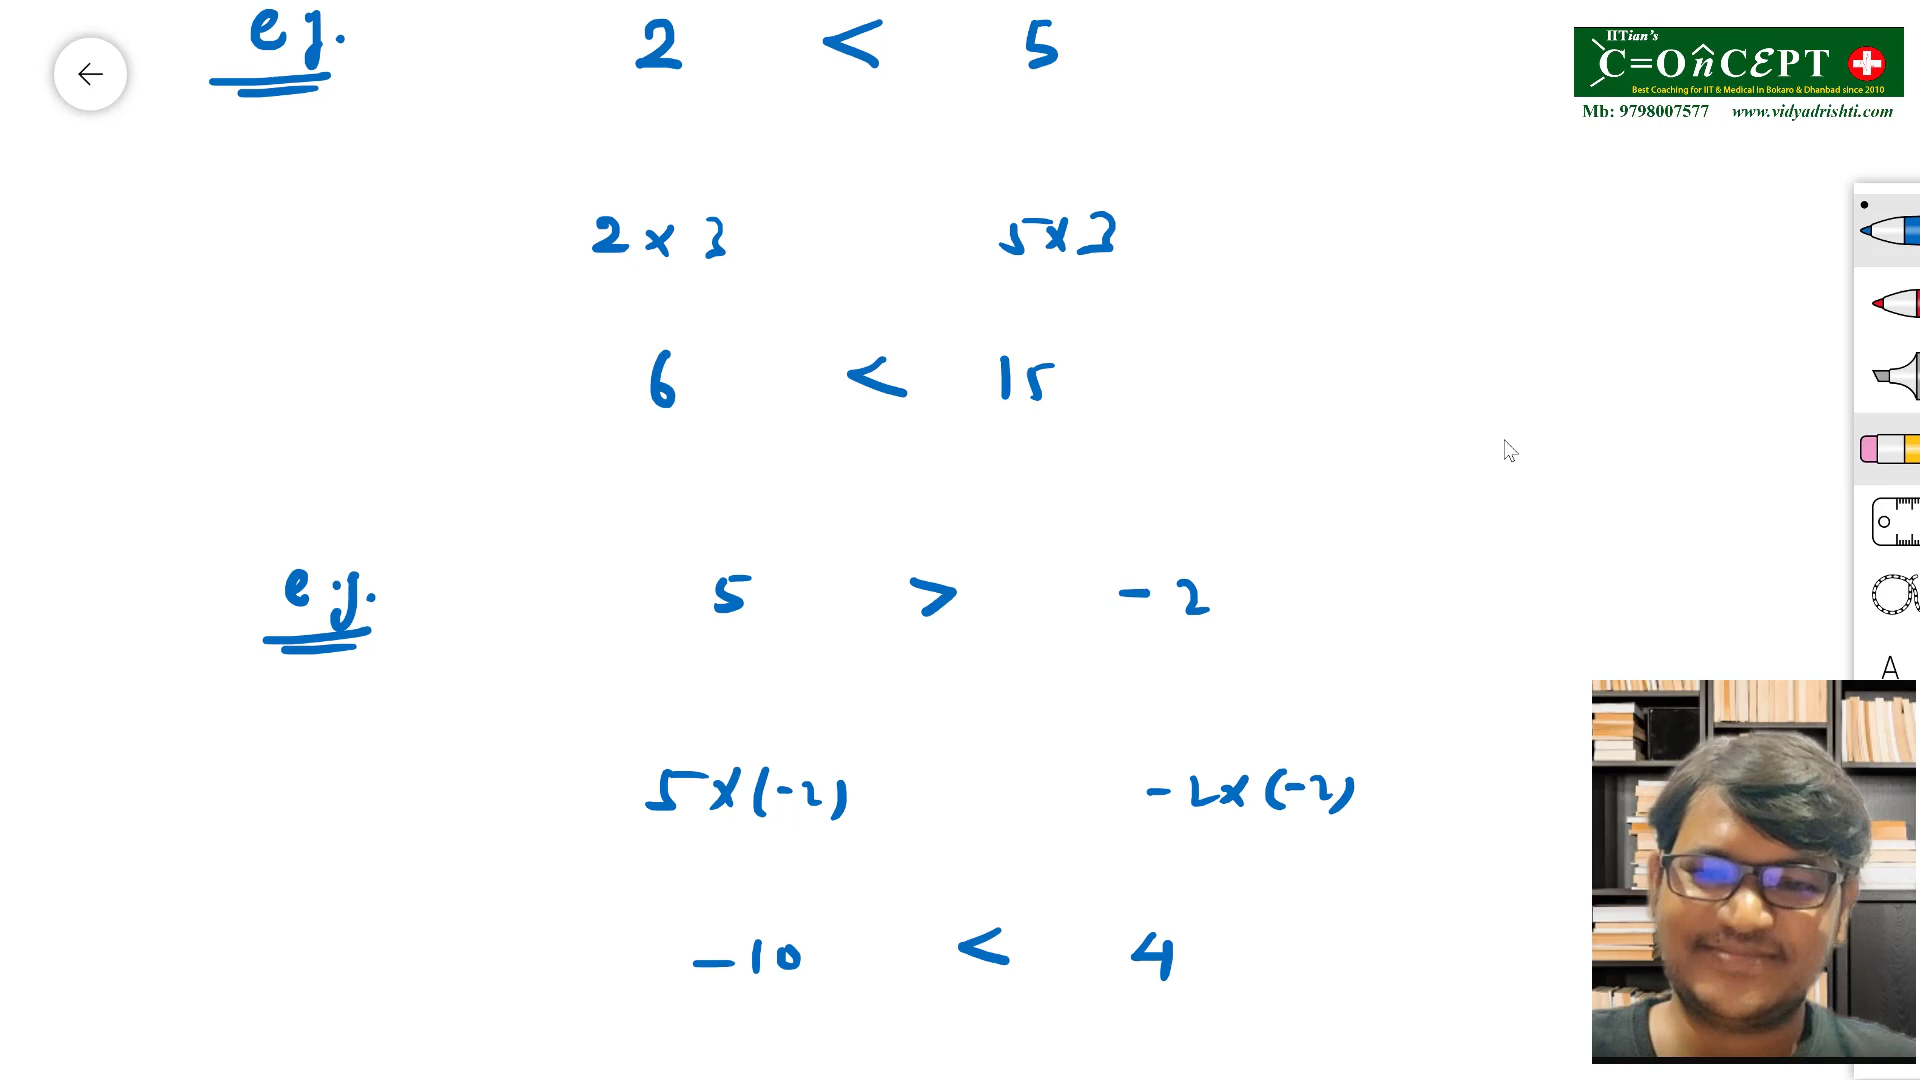 e.g. 2 < 5
IITian's
C=OnCEPT
Best Coaching for IIT & Medical in Bokaro & Dhanbad since 2010
Mb: 9798007577 www.vidyadrishti.com
2 x 3 5 x 3
6 < 15
e.g. 5 > -2
A
5 x (-2) -2 x (-2)
-10 < 4